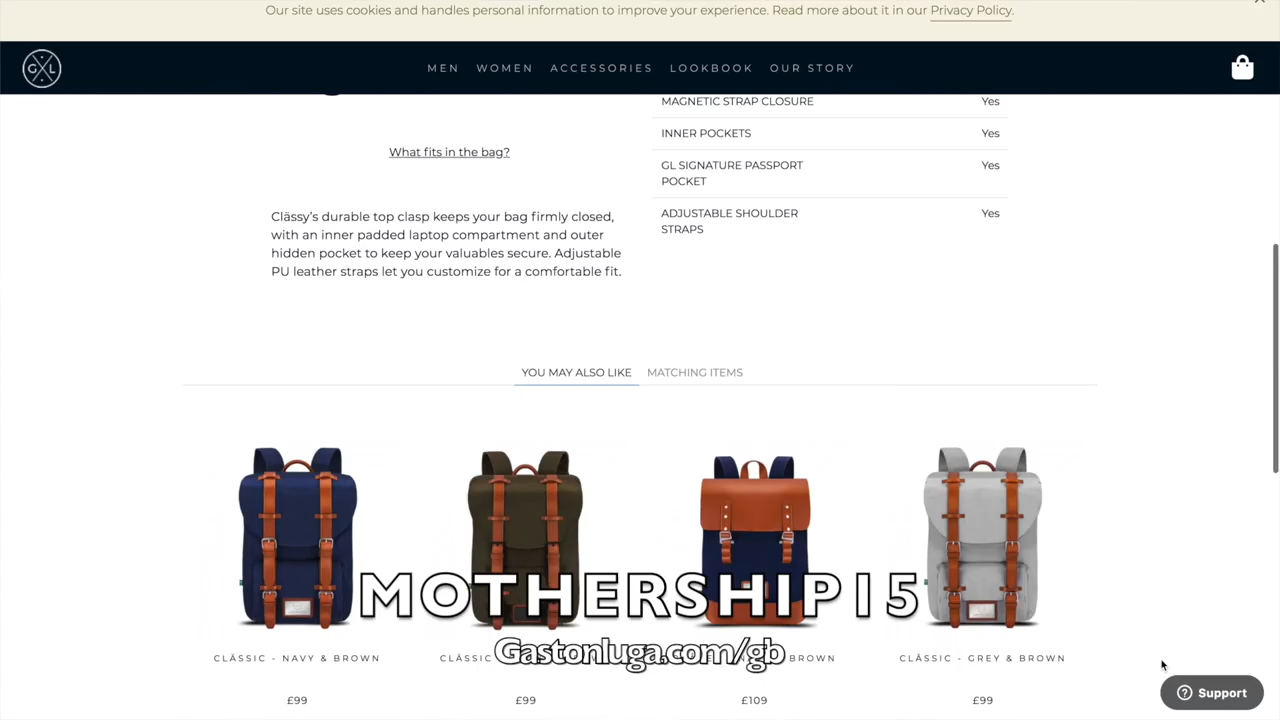 Our site uses cookies and handles personal information to improve your experience. Read more about it in our Privacy Policy.
G L
MEN WOMEN ACCESSORIES LOOKBOOK OUR STORY
MAGNETIC STRAP CLOSURE Yes
What fits in the bag?
INNER POCKETS Yes
GL SIGNATURE PASSPORT Yes
POCKET
ADJUSTABLE SHOULDER Yes
STRAPS
Clässy’s durable top clasp keeps your bag firmly closed,
with an inner padded laptop compartment and outer
hidden pocket to keep your valuables secure. Adjustable
PU leather straps let you customize for a comfortable fit.
YOU MAY ALSO LIKE MATCHING ITEMS
MOTHERSHIP15
Gastonluga.com/gb
CLÄSSIC - NAVY & BROWN
BROWN
CLÄSSIC - GREY & BROWN
£99 £99 £109 £99
Support